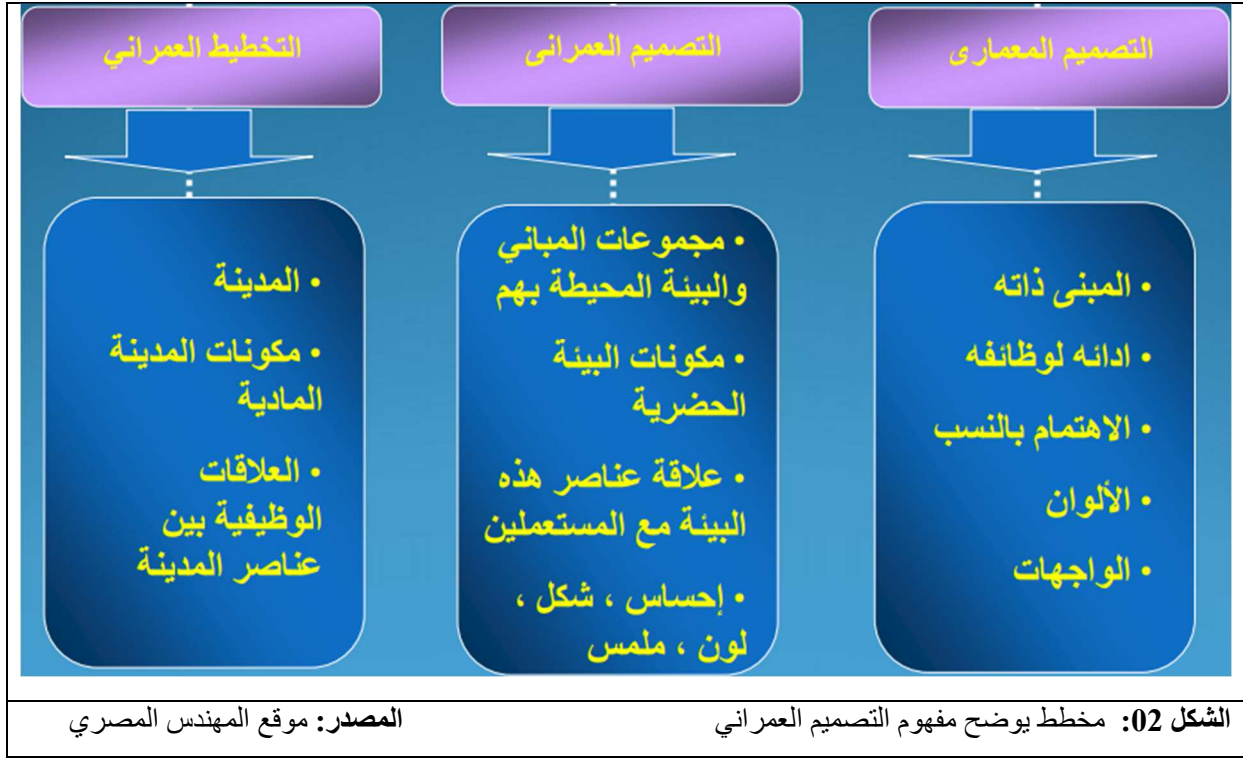 التصميم المعمارى
• المبنى ذاته
• ادائه لوظائفه
• الاهتمام بالنسب
• الألوان
• الواجهات
التصميم العمرانى
• مجموعات المباني
والبيئة المحيطة بهم
• مكونات البيئة
الحضرية
• علاقة عناصر هذه
البيئة مع المستعملين
• إحساس ، شكل ،
لون ، ملمس
التخطيط العمراني
• المدينة
• مكونات المدينة
المادية
• العلاقات
الوظيفية بين
عناصر المدينة
الشكل 02: مخطط يوضح مفهوم التصميم العمراني
المصدر: موقع المهندس المصري